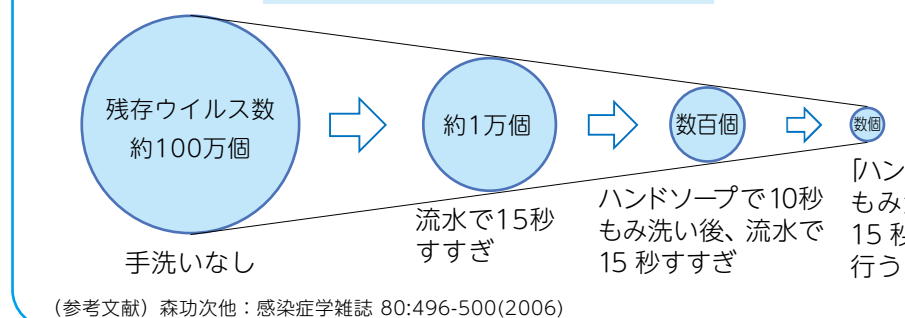 残存ウイルス数
約100万個
約1万個
数百個
数個
手洗いなし
流水で15秒
すすぎ
ハンドソープで10秒
もみ洗い後、流水で
15 秒すすぎ
「ハン
もみ
15 秒
行う
（参考文献）森功次他：感染症学雑誌 80:496-500(2006)